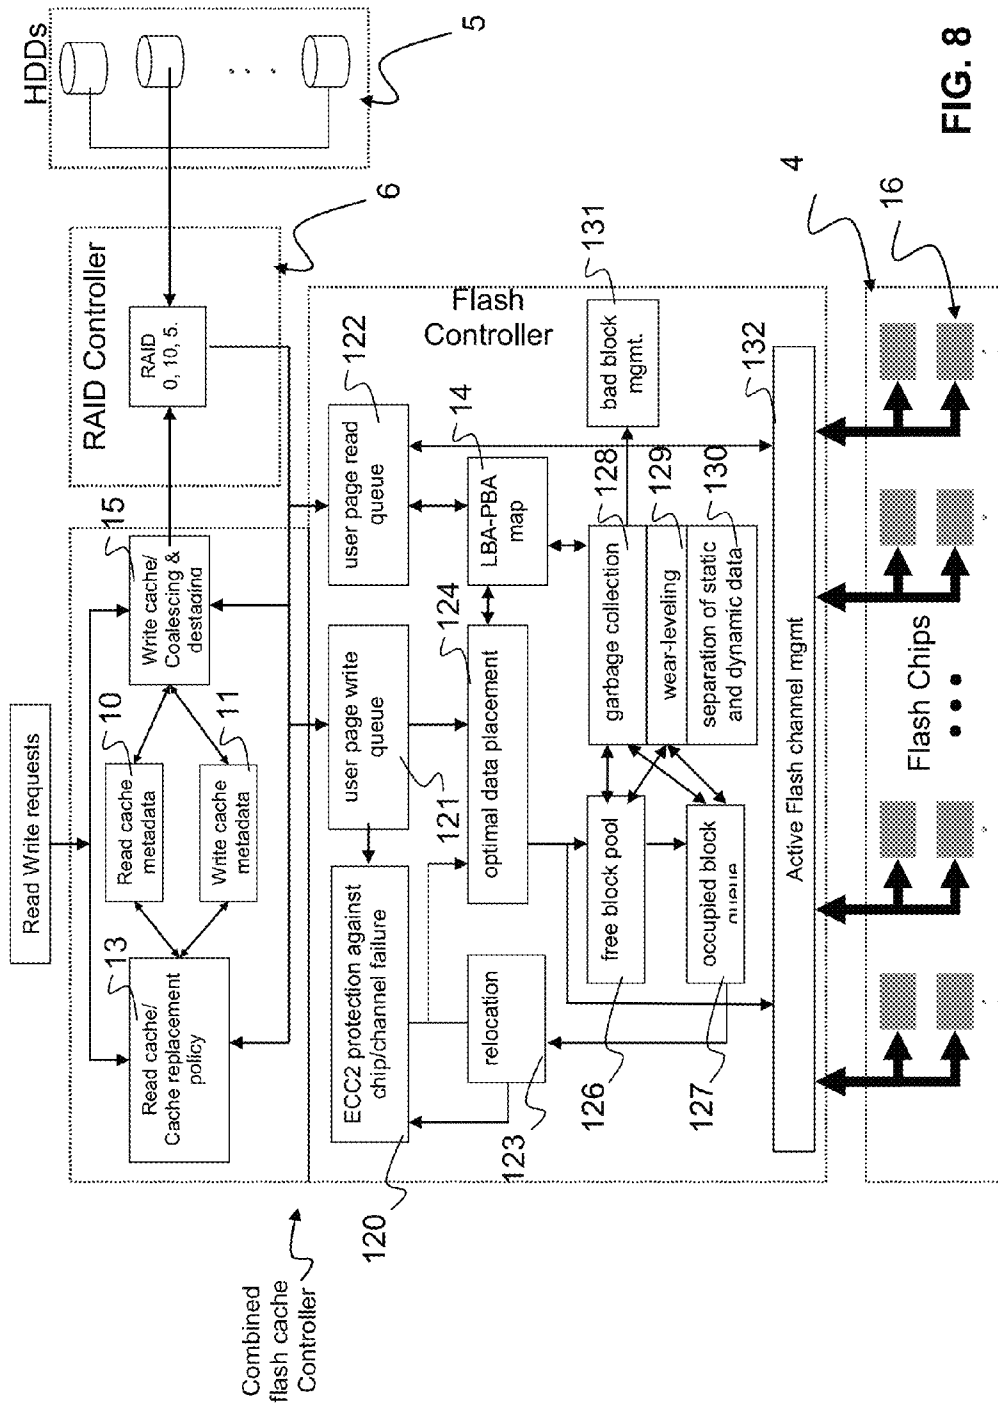 Read Write requests
Read cache/
Cache replacement
policy
13
Read cache
metadata
10
Write cache
metadata
11
Write cache/
Coalescing &
destaging
15
RAID Controller
RAID
0, 10, 5.
6
HDDs
. . .
5
Combined
flash cache
Controller
Flash
Controller
ECC2 protection against
chip/channel failure
120
user page write
queue
121
user page read
queue
122
relocation
123
optimal data placement
124
LBA-PBA
map
14
free block pool
126
occupied block
queue
127
garbage collection
128
wear-leveling
129
separation of static
and dynamic data
130
bad block
mgmt.
131
Active Flash channel mgmt
132
4
Flash Chips
16
FIG. 8